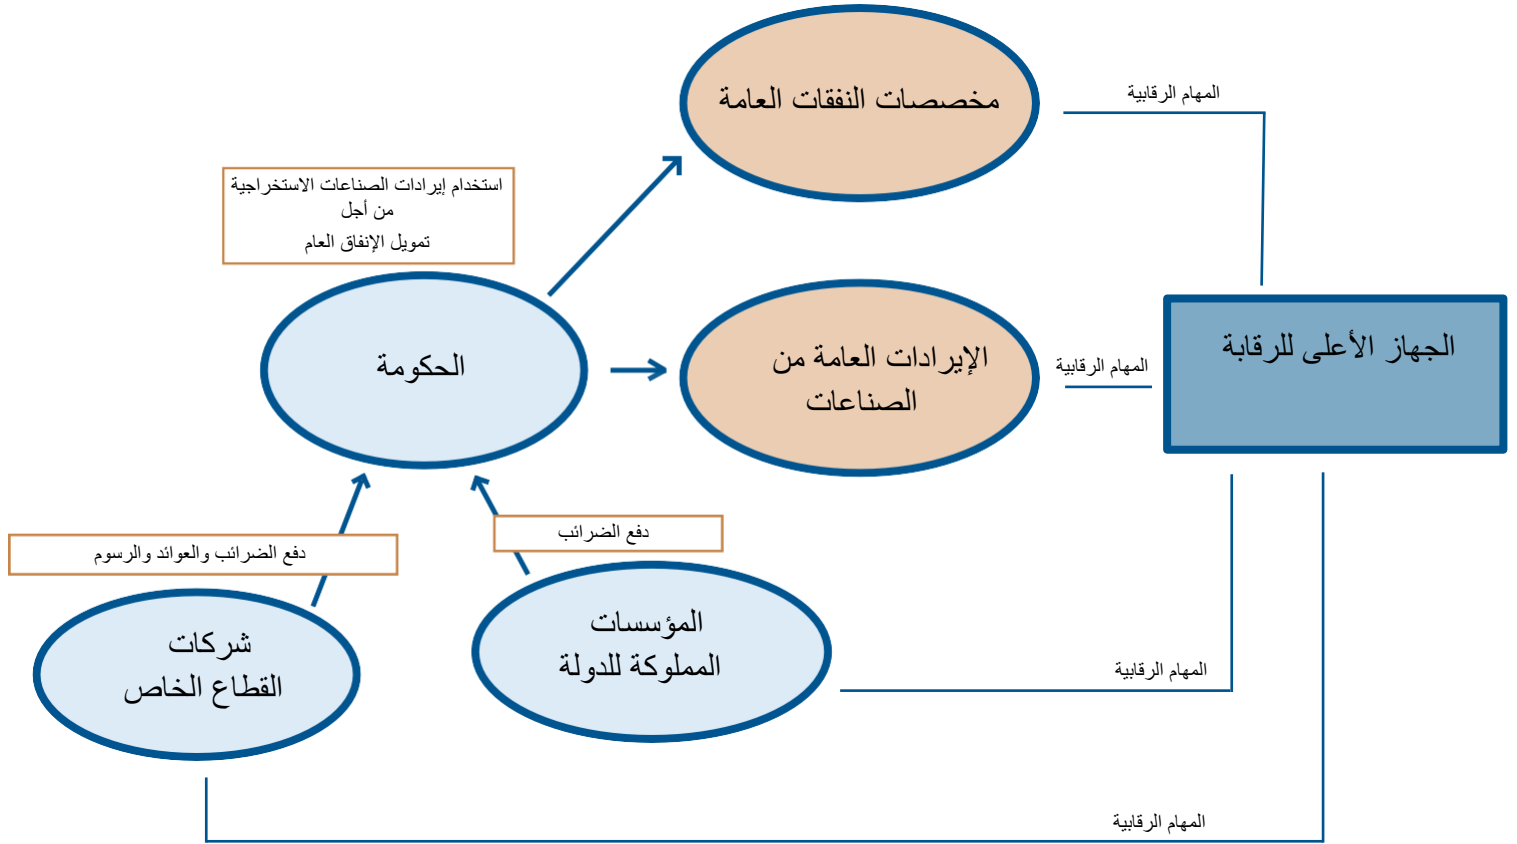 مخصصات النفقات العامة
المهام الرقابية
استخدام إيرادات الصناعات الاستخراجية
من أجل
تمويل الإنفاق العام
الحكومة
الإيرادات العامة من
الصناعات
المهام الرقابية
الجهاز الأعلى للرقابة
دفع الضرائب
دفع الضرائب والعوائد والرسوم
المؤسسات
المملوكة للدولة
شركات
القطاع الخاص
المهام الرقابية
المهام الرقابية